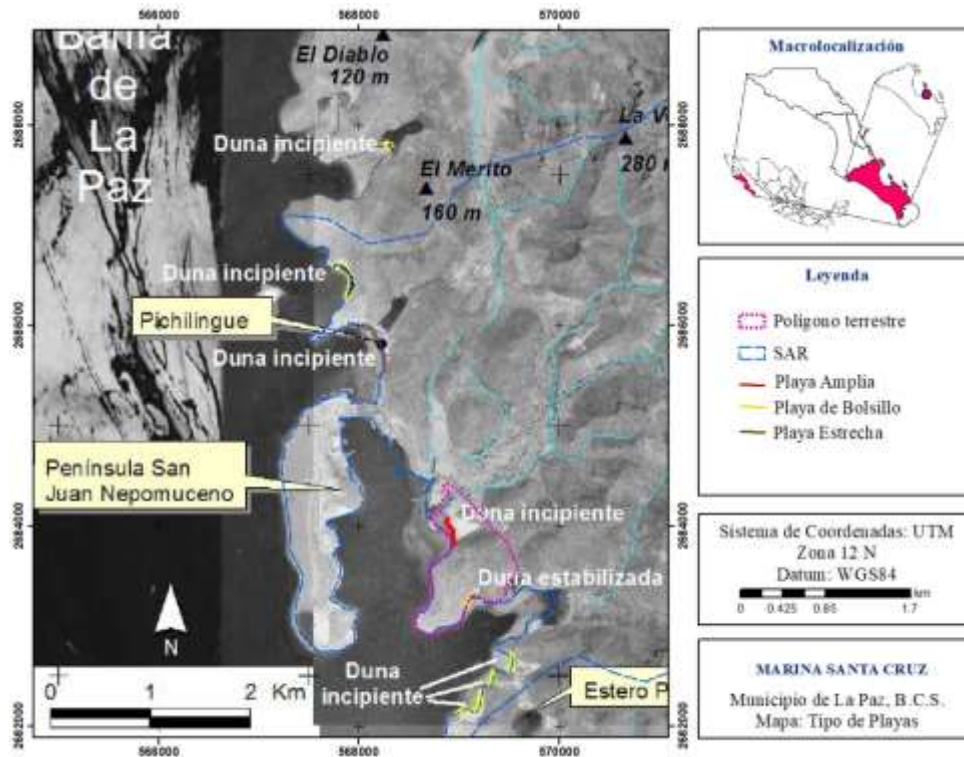 566000
568000
570000
Bahía
de
La
Paz
El Diablo
120 m
Duna incipiente
La V
280 m
El Merito
160 m
Duna incipiente
Pichilingue
Duna incipiente
Península San
Juan Nepomuceno
Duna incipiente
Duna estabilizada
Duna
incipiente
Estero P
N
0 1 2 Km
2688000
2686000
2684000
2682000
2688000
2686000
2684000
2682000
566000
568000
570000
Macrolocalización
Leyenda
Polígono terrestre
SAR
Playa Amplia
Playa de Bolsillo
Playa Estrecha
Sistema de Coordenadas: UTM
Zona 12 N
Datum: WGS84
km
0 0.425 0.85 1.7
MARINA SANTA CRUZ
Municipio de La Paz, B.C.S.
Mapa: Tipo de Playas